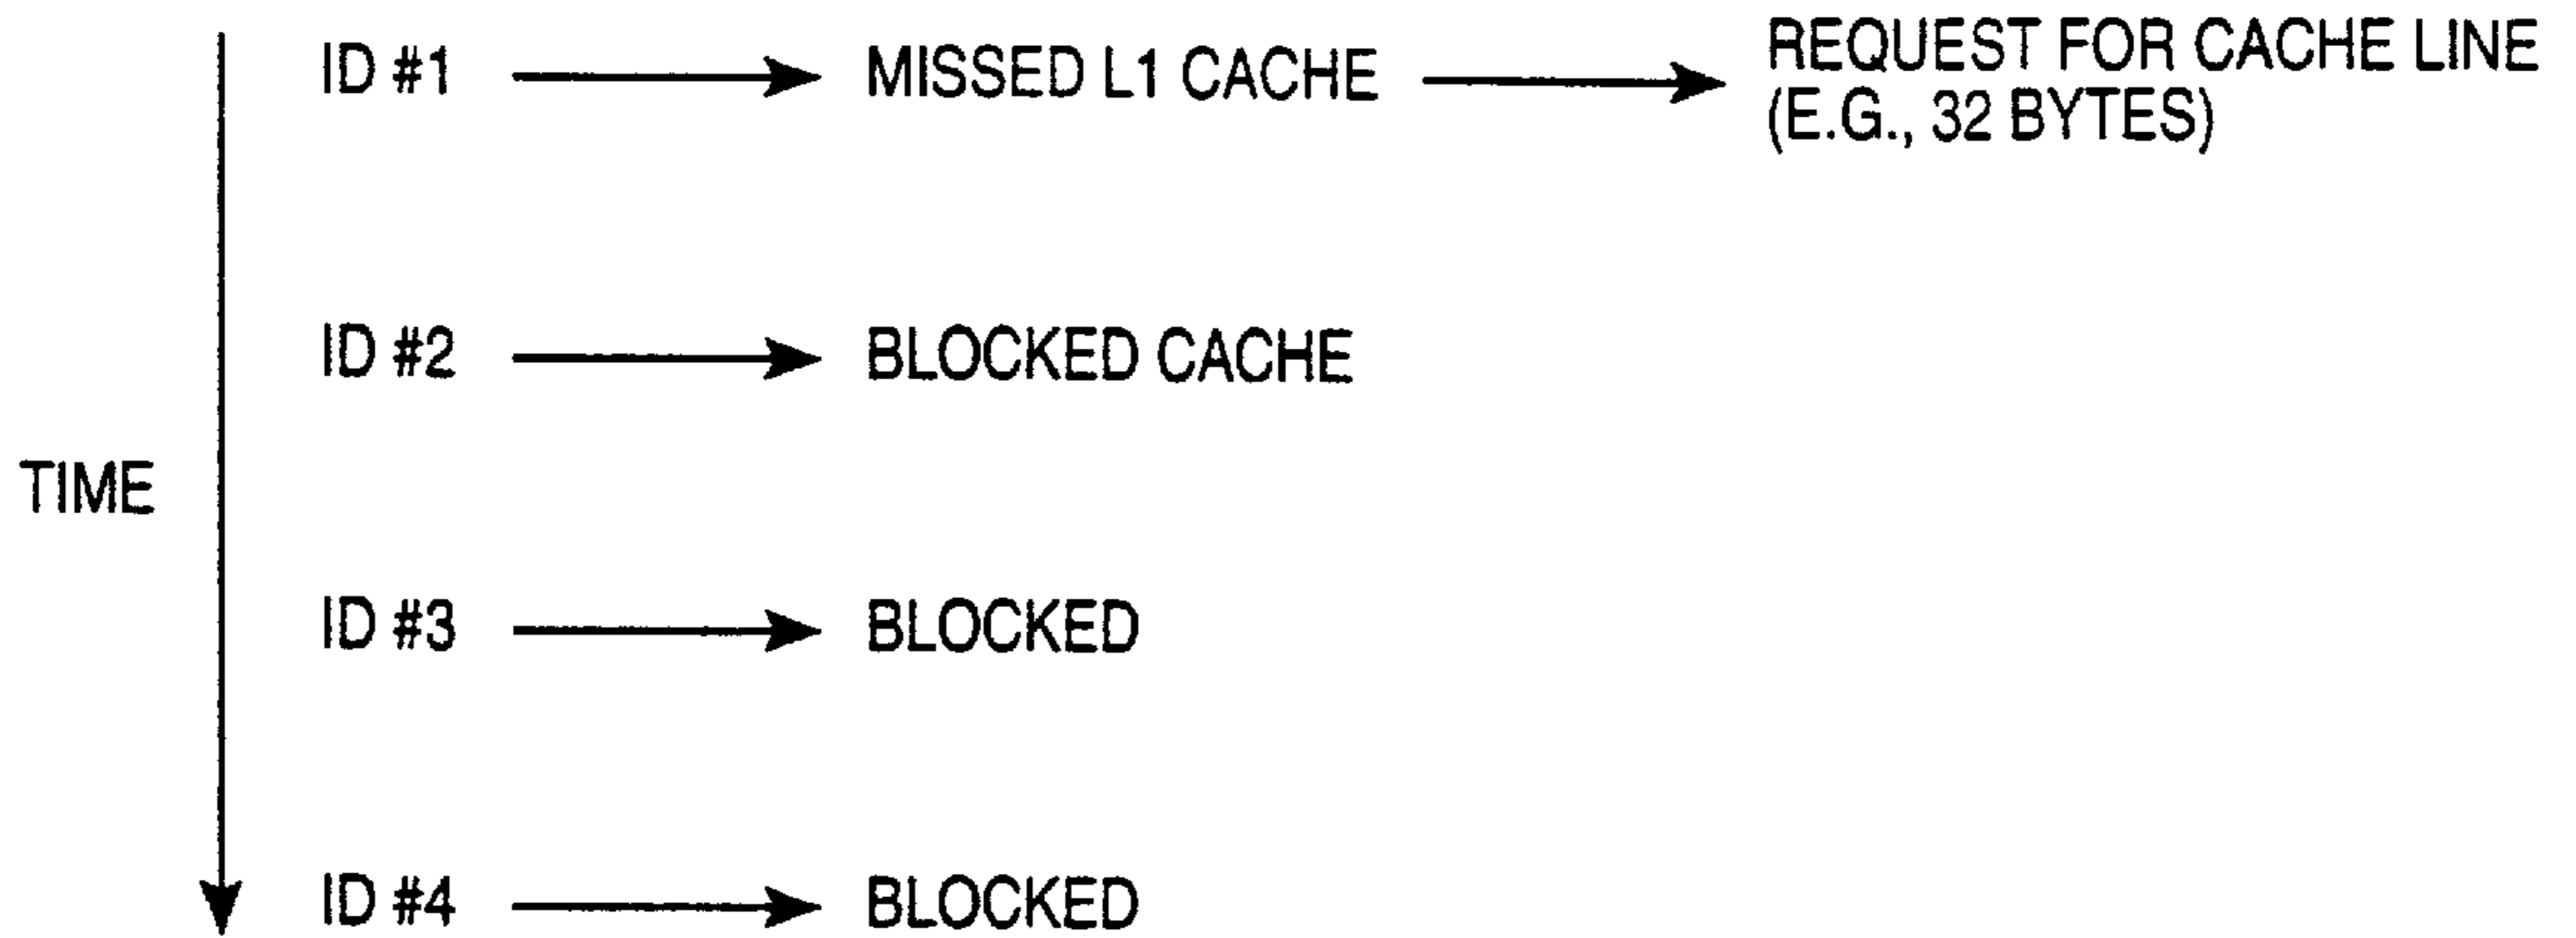 ID #1 MISSED L1 CACHE REQUEST FOR CACHE LINE
(E.G., 32 BYTES)
ID #2 BLOCKED CACHE
TIME
ID #3 BLOCKED
ID #4 BLOCKED